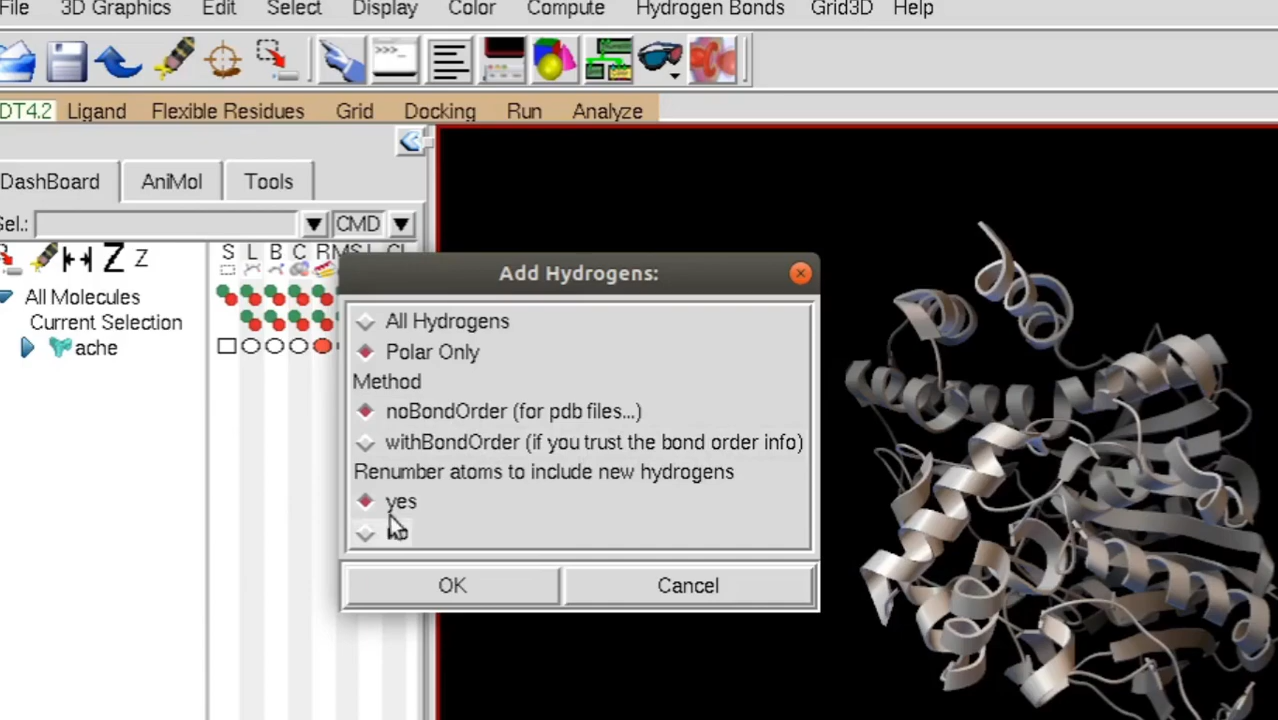 File 3D Graphics Edit Select Display Color Compute Hydrogen Bonds Grid3D Help
DT4.2 Ligand Flexible Residues Grid Docking Run Analyze
DashBoard AniMol Tools
Sel.: CMD
Z Z S L B C R
Add Hydrogens:
All Molecules
All Hydrogens
Current Selection
ache
Polar Only
Method
noBondOrder (for pdb files...)
withBondOrder (if you trust the bond order info)
Renumber atoms to include new hydrogens
yes
no
OK Cancel